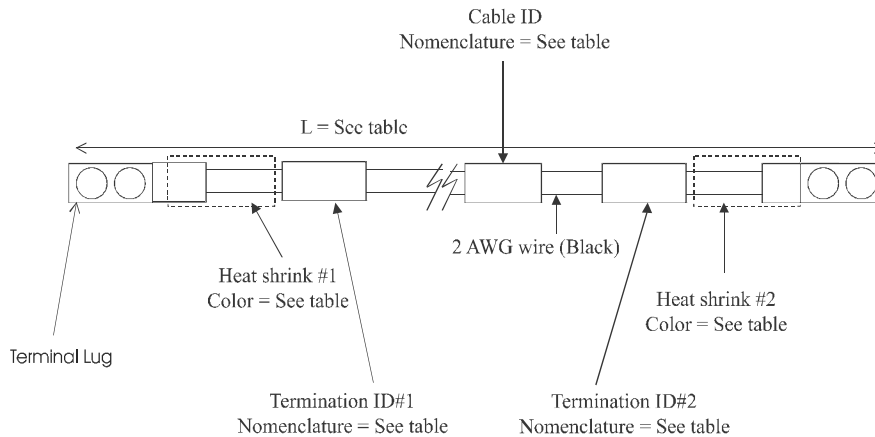 Cable ID
Nomenclature = See table
L = See table
2 AWG wire (Black)
Heat shrink #1
Color = See table
Heat shrink #2
Color = See table
Terminal Lug
Termination ID#1
Nomenclature = See table
Termination ID#2
Nomenclature = See table